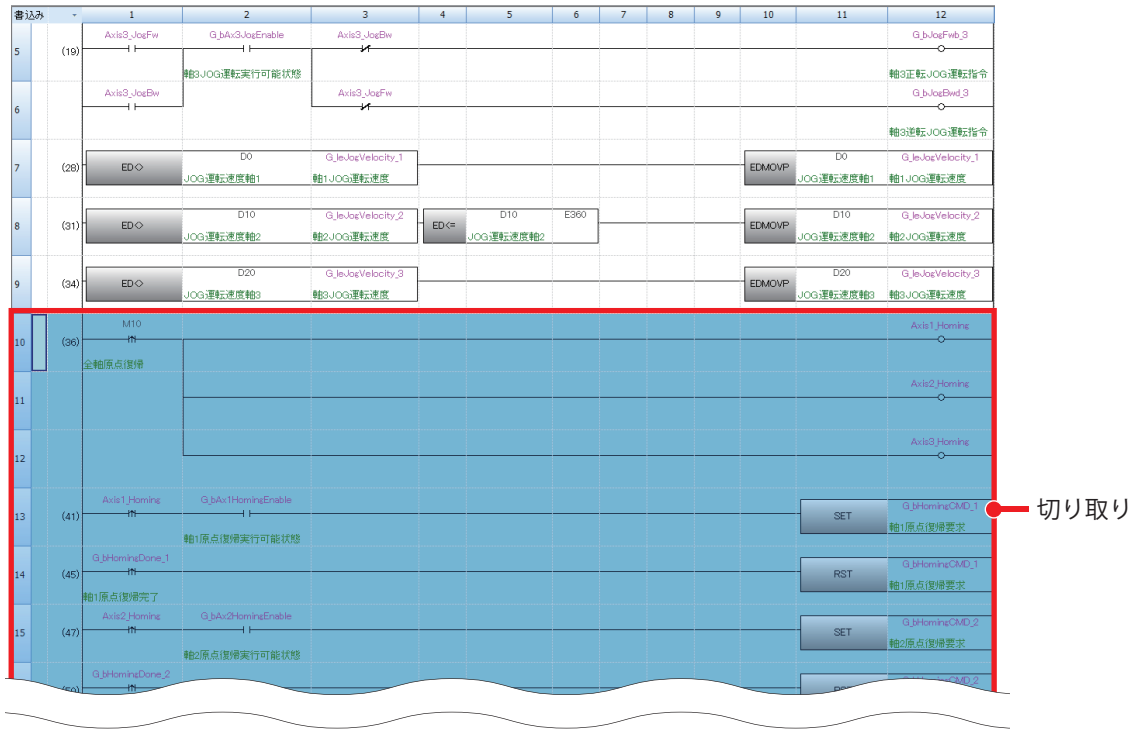 書込み 1 2 3 4 5 6 7 8 9 10 11 12
5 (19) Axis3_JogFw G_bAx3JogEnable Axis3_JogBw G_bJogFwb_3
軸3JOG運転実行可能状態 軸3正転JOG運転指令
6 Axis3_JogBw Axis3_JogFw G_bJogBwd_3
軸3逆転JOG運転指令
7 (28) ED<> D0 G_leJogVelocity_1 EDMOVP D0 G_leJogVelocity_1
JOG運転速度軸1 軸1JOG運転速度 JOG運転速度軸1 軸1JOG運転速度
8 (31) ED<> D10 G_leJogVelocity_2 ED<= D10 E360 EDMOVP D10 G_leJogVelocity_2
JOG運転速度軸2 軸2JOG運転速度 JOG運転速度軸2 JOG運転速度軸2 軸2JOG運転速度
9 (34) ED<> D20 G_leJogVelocity_3 EDMOVP D20 G_leJogVelocity_3
JOG運転速度軸3 軸3JOG運転速度 JOG運転速度軸3 軸3JOG運転速度
10 (36) M10 Axis1_Homing
全軸原点復帰
11 Axis2_Homing
12 Axis3_Homing
13 (41) Axis1_Homing G_bAx1HomingEnable SET G_bHomingCMD_1
軸1原点復帰実行可能状態 軸1原点復帰要求
切り取り
14 (45) G_bHomingDone_1 RST G_bHomingCMD_1
軸1原点復帰完了 軸1原点復帰要求
15 (47) Axis2_Homing G_bAx2HomingEnable SET G_bHomingCMD_2
軸2原点復帰実行可能状態 軸2原点復帰要求
G_bHomingDone_2